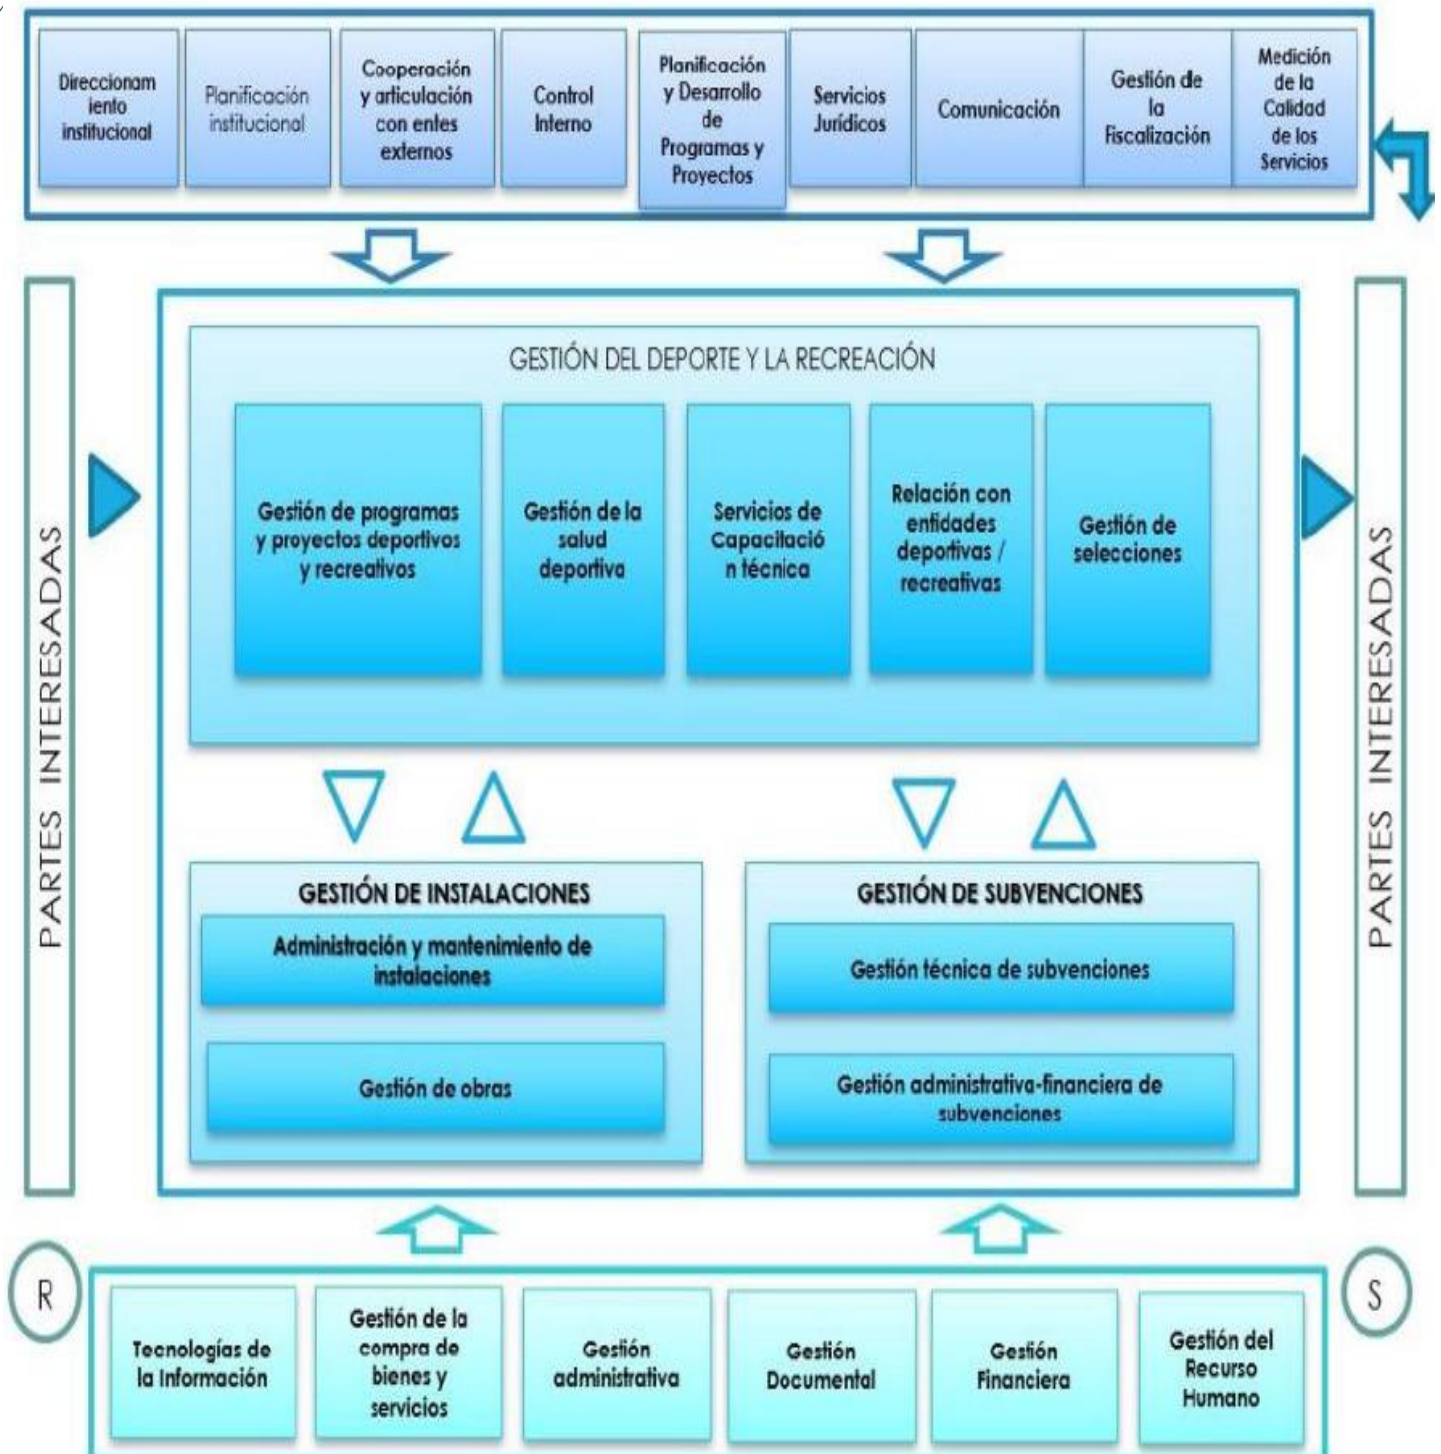 Direccionam
iento
institucional
Planificación
institucional
Cooperación
y articulación
con entes
externos
Control
Interno
Planificación
y Desarrollo
de
Programas y
Proyectos
Servicios
Jurídicos
Comunicación
Gestión de
la
Fiscalización
Medición
de la
Calidad
de los
Servicios
PARTES INTERESADAS
GESTIÓN DEL DEPORTE Y LA RECREACIÓN
Gestión de programas
y proyectos deportivos
y recreativos
Gestión de la
salud
deportiva
Servicios de
Capacitació
n técnica
Relación con
entidades
deportivas /
recreativas
Gestión de
selecciones
GESTIÓN DE INSTALACIONES
Administración y mantenimiento de
instalaciones
Gestión de obras
GESTIÓN DE SUBVENCIONES
Gestión técnica de subvenciones
Gestión administrativa-financiera de
subvenciones
PARTES INTERESADAS
R
S
Tecnologías de
la Información
Gestión de la
compra de
bienes y
servicios
Gestión
administrativa
Gestión
Documental
Gestión
Financiera
Gestión del
Recurso
Humano